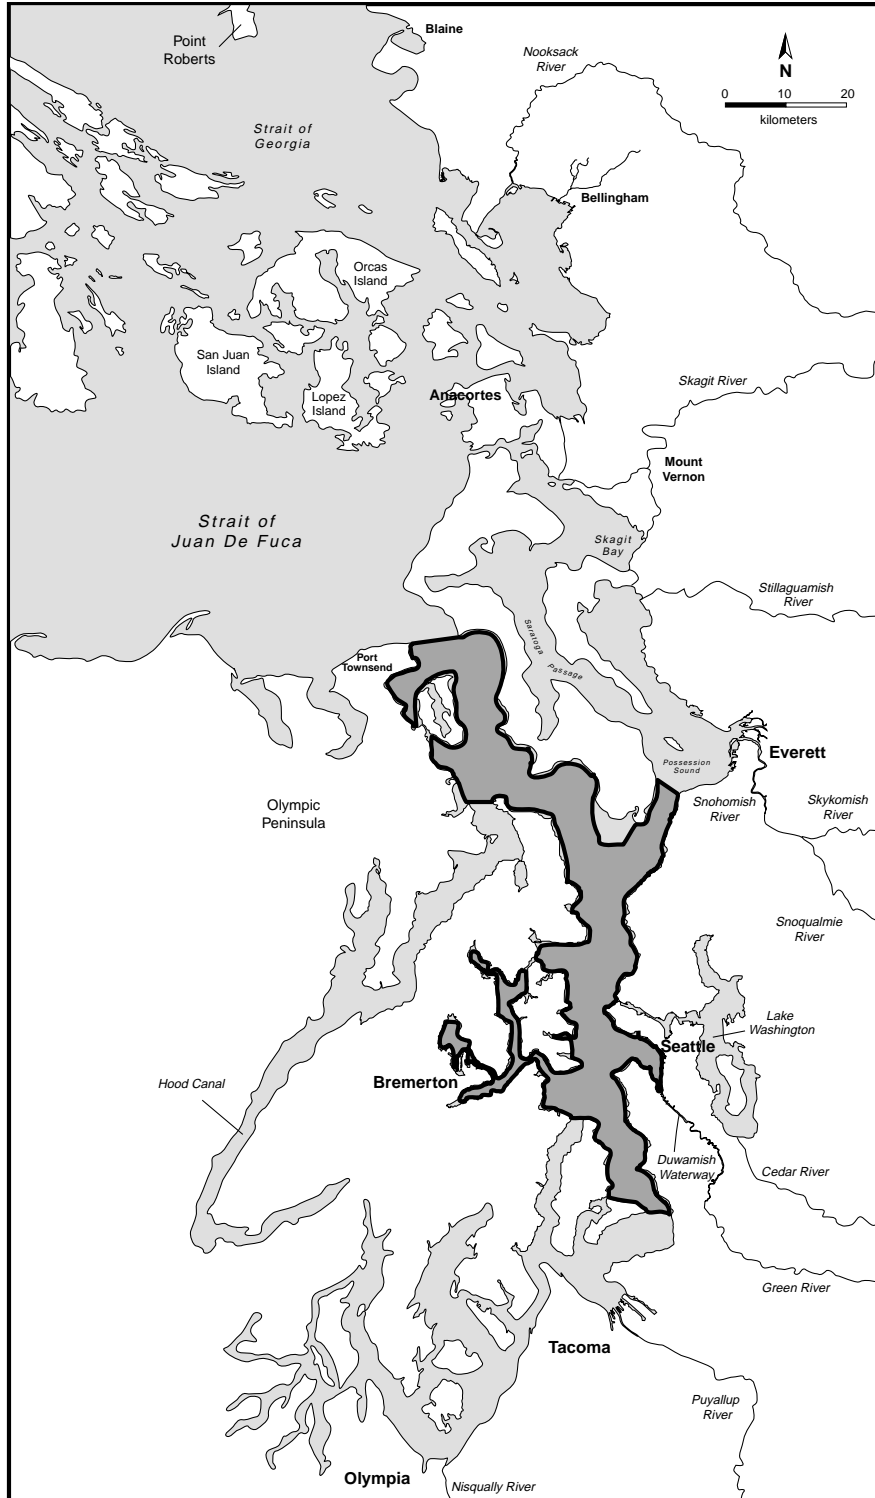 Point
Roberts
Blaine
Nooksack
River
N
0 10 20
kilometers
Strait of
Georgia
Bellingham
Orcas
Island
San Juan
Island
Lopez
Island
Anacortes
Skagit River
Mount
Vernon
Strait of
Juan De Fuca
Skagit
Bay
Stillaguamish
River
Saratoga
Passage
Port
Townsend
Possession
Sound
Everett
Olympic
Peninsula
Snohomish
River
Skykomish
River
Snoqualmie
River
Lake
Washington
Seattle
Bremerton
Hood Canal
Duwamish
Waterway
Cedar River
Green River
Tacoma
Puyallup
River
Olympia
Nisqually River